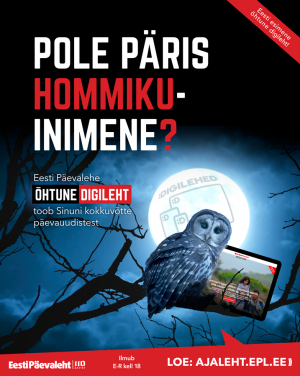 Eesti esimene
õhtune digileht!
POLE PÄRIS
HOMMIKU-
INIMENE?
Eesti Päevalehe
ÕHTUNE DIGILEHT
toob Sinuni kokkuvõtte
päevauudistest
DIGILEHED
Eesti Päevaleht
Ilmub
E-R kell 18
LOE: AJALEHT.EPL.EE